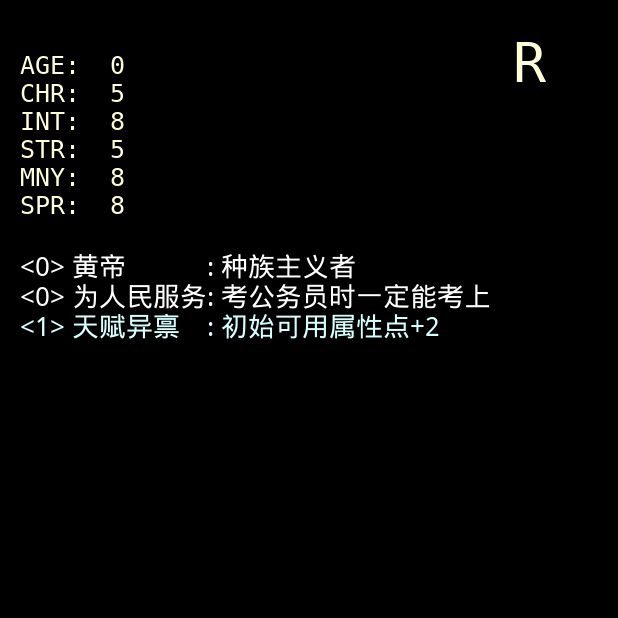 R
AGE: 0
CHR: 5
INT: 8
STR: 5
MNY: 8
SPR: 8
<0> 黄帝 : 种族主义者
<0> 为人民服务: 考公务员时一定能考上
<1> 天赋异禀 : 初始可用属性点+2